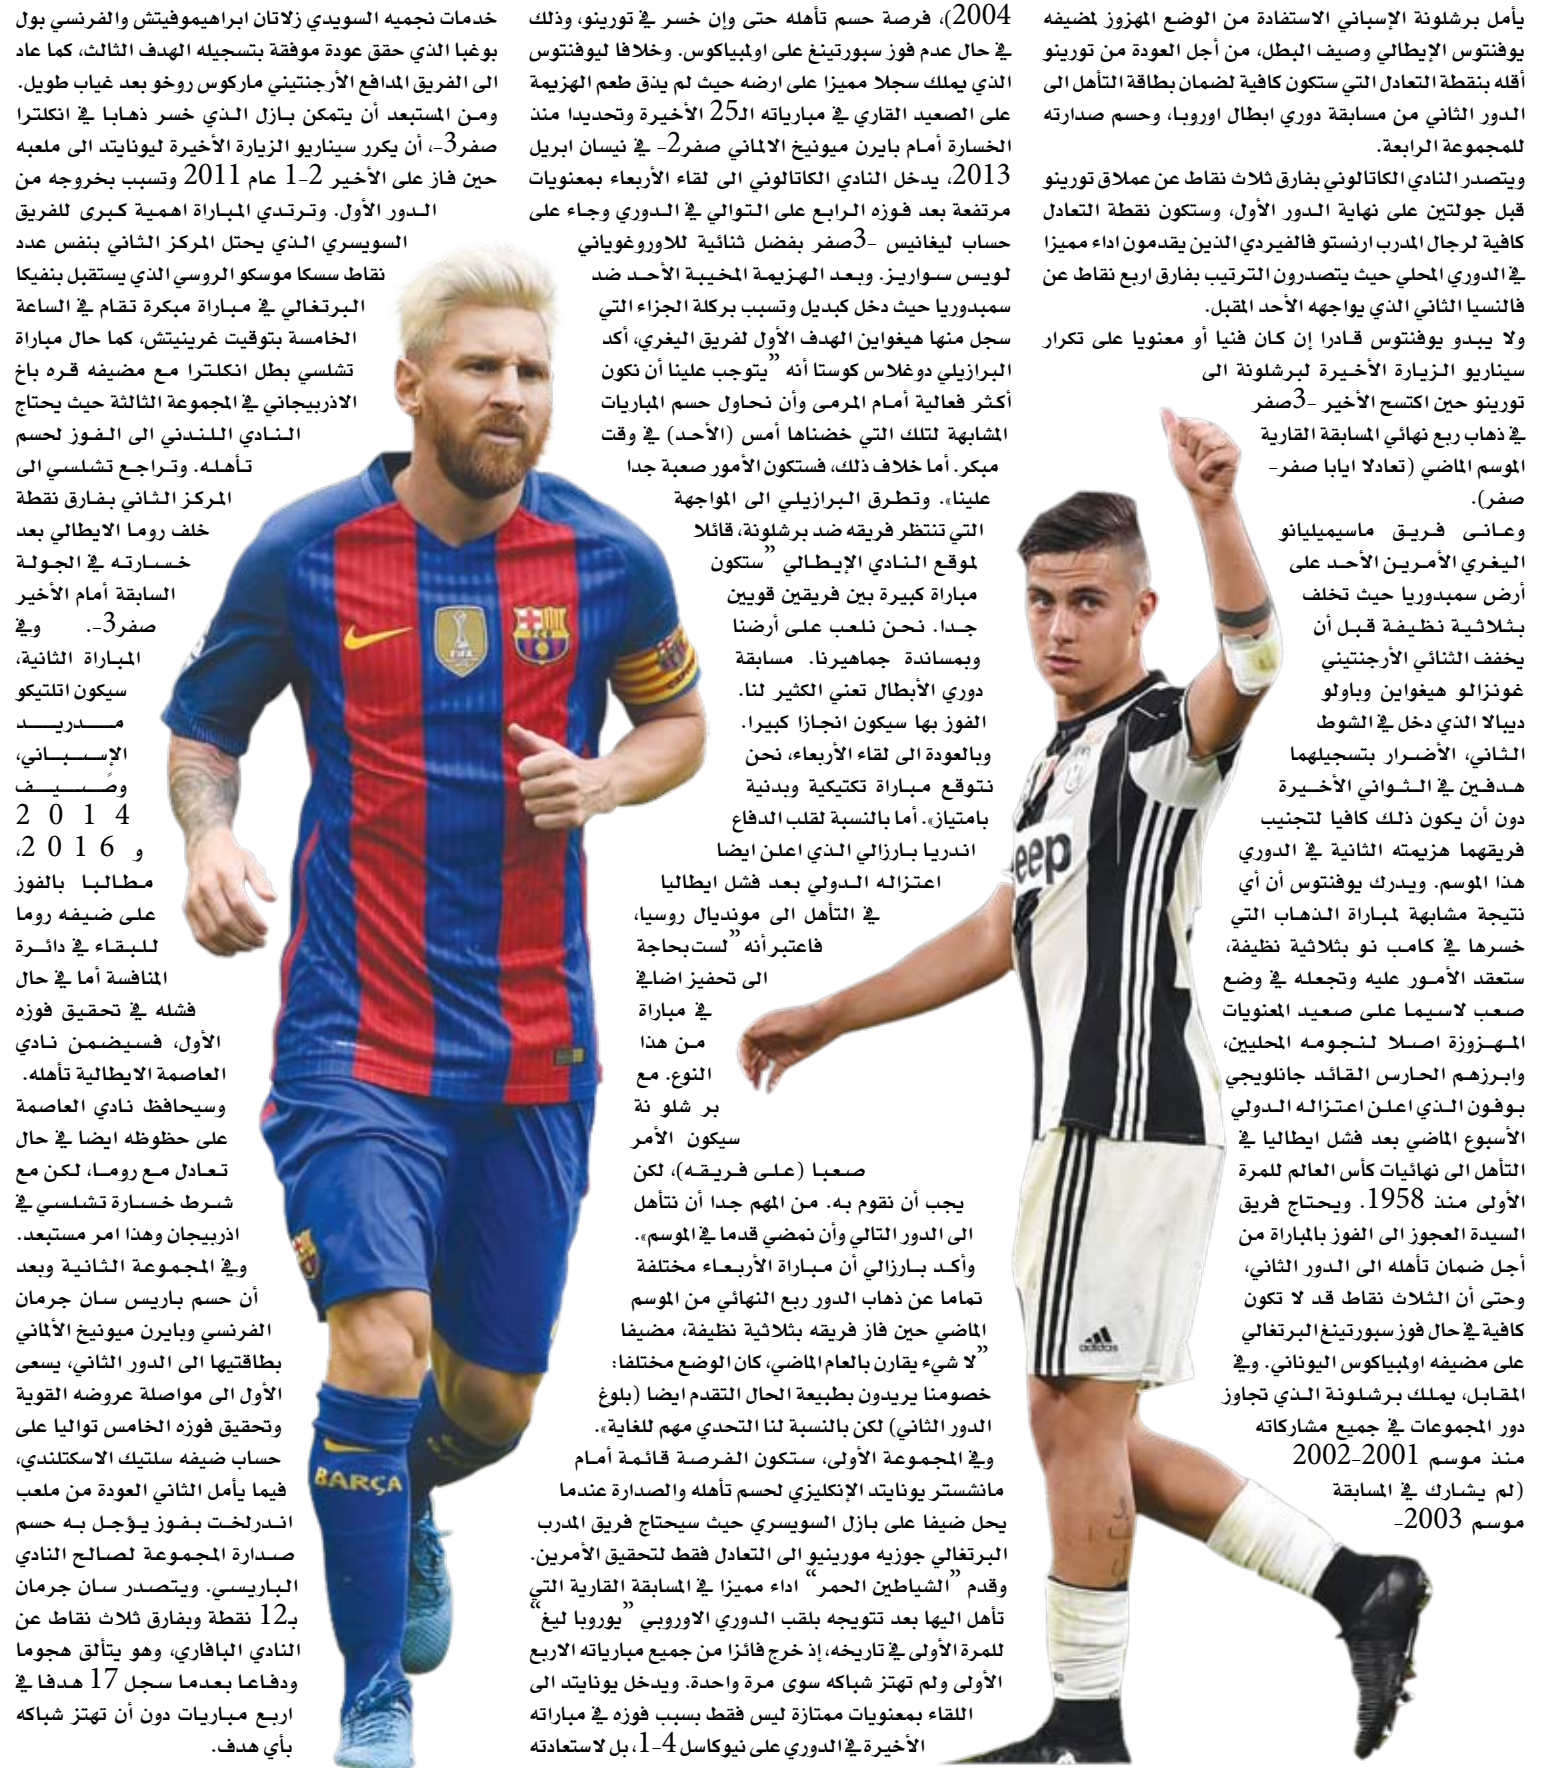 يأمل برشلونة الإسباني الاستفادة من الوضع المهزوز لمضيفه
يوفنتوس الإيطالي وصيف البطل، من أجل العودة من تورينو
أقله بنقطة التعادل التي ستكون كافية لضمان بطاقة التأهل الى
الدور الثاني من مسابقة دوري ابطال اوروبا، وحسم صدارته
للمجموعة الرابعة.
ويتصدر النادي الكاتالوني بفارق ثلاث نقاط عن عملاق تورينو
قبل جولتين على نهاية الدور الأول، وستكون نقطة التعادل
كافية لرجال المدرب ارنستو فالفيردي الذين يقدمون اداء مميزا
في الدوري المحلي حيث يتصدرون الترتيب بفارق اربع نقاط عن
فالنسيا الثاني الذي يواجهه الأحد المقبل.
ولا يبدو يوفنتوس قادرا إن كان فنيا أو معنويا على تكرار
سيناريو الزيارة الأخيرة لبرشلونة الى
تورينو حين اكتسح الأخير -3صفر
في ذهاب ربع نهائي المسابقة القارية
الموسم الماضي (تعادلا ايابا صفر-
صفر).
وعانى فريق ماسيميليانو
اليغري الأمرين الأحد على
أرض سمبدوريا حيث تخلف
بثلاثية نظيفة قبل أن
يخفف الثنائي الأرجنتيني
غونزالو هيغواين وباولو
ديبالا الذي دخل في الشوط
الثاني، الأضرار بتسجيلهما
هدفين في الثواني الأخيرة
دون أن يكون ذلك كافيا لتجنيب
فريقهما هزيمته الثانية في الدوري
هذا الموسم. ويدرك يوفنتوس أن أي
نتيجة مشابهة لمباراة الذهاب التي
خسرها في كامب نو بثلاثية نظيفة،
ستعقد الأمور عليه وتجعله في وضع
صعب لاسيما على صعيد المعنويات
المهزوزة اصلا لنجومه المحليين،
وابرزهم الحارس القائد جانلويجي
بوفون الذي اعلن اعتزاله الدولي
الأسبوع الماضي بعد فشل ايطاليا في
التأهل الى نهائيات كأس العالم للمرة
الأولى منذ 1958. ويحتاج فريق
السيدة العجوز الى الفوز بالمباراة من
أجل ضمان تأهله الى الدور الثاني،
وحتى أن الثلاث نقاط قد لا تكون
كافية في حال فوز سبورتينغ البرتغالي
على مضيفه اولمبياكوس اليوناني. وفي
المقابل، يملك برشلونة الذي تجاوز
دور المجموعات في جميع مشاركاته
منذ موسم 2001-2002
(لم يشارك في المسابقة
موسم 2003-
2004)، فرصة حسم تأهله حتى وإن خسر في تورينو، وذلك
في حال عدم فوز سبورتينغ على اولمبياكوس. وخلافا ليوفنتوس
الذي يملك سجلا مميزا على ارضه حيث لم يذق طعم الهزيمة
على الصعيد القاري في مبارياته الـ25 الأخيرة وتحديدا منذ
الخسارة أمام بايرن ميونيخ الالماني صفر2- في نيسان ابريل
2013، يدخل النادي الكاتالوني الى لقاء الأربعاء بمعنويات
مرتفعة بعد فوزه الرابع على التوالي في الدوري وجاء على
حساب ليغانيس -3صفر بفضل ثنائية للاوروغوياني
لويس سواريز. وبعد الهزيمة المخيبة الأحد ضد
سمبدوريا حيث دخل كبديل وتسبب بركلة الجزاء التي
سجل منها هيغواين الهدف الأول لفريق اليغري، أكد
البرازيلي دوغلاس كوستا أنه ”يتوجب علينا أن نكون
أكثر فعالية أمام المرمى وأن نحاول حسم المباريات
المشابهة لتلك التي خضناها أمس (الأحد) في وقت
مبكر. أما خلاف ذلك، فستكون الأمور صعبة جدا
علينا». وتطرق البرازيلي الى المواجهة
التي تنتظر فريقه ضد برشلونة، قائلا
لموقع النادي الإيطالي ”ستكون
مباراة كبيرة بين فريقين قويين
جدا. نحن نلعب على أرضنا
وبمساندة جماهيرنا. مسابقة
دوري الأبطال تعني الكثير لنا.
الفوز بها سيكون انجازا كبيرا.
وبالعودة الى لقاء الأربعاء، نحن
نتوقع مباراة تكتيكية وبدنية
بامتياز». أما بالنسبة لقلب الدفاع
اندريا بارزالي الذي اعلن ايضا
اعتزاله الدولي بعد فشل ايطاليا
في التأهل الى مونديال روسيا،
فاعتبر أنه ”لست بحاجة
الى تحفيز اضافي
في مباراة
من هذا
النوع. مع
بر شلو نة
سيكون الأمر
صعبا (على فريقه)، لكن
يجب أن نقوم به. من المهم جدا أن نتأهل
الى الدور التالي وأن نمضي قدما في الموسم».
وأكد بارزالي أن مباراة الأربعاء مختلفة
تماما عن ذهاب الدور ربع النهائي من الموسم
الماضي حين فاز فريقه بثلاثية نظيفة، مضيفا
”لا شيء يقارن بالعام الماضي، كان الوضع مختلفا:
خصومنا يريدون بطبيعة الحال التقدم ايضا (بلوغ
الدور الثاني) لكن بالنسبة لنا التحدي مهم للغاية».
وفي المجموعة الأولى، ستكون الفرصة قائمة أمام
مانشستر يونايتد الإنكليزي لحسم تأهله والصدارة عندما
يحل ضيفا على بازل السويسري حيث سيحتاج فريق المدرب
البرتغالي جوزيه مورينيو الى التعادل فقط لتحقيق الأمرين.
وقدم ”الشياطين الحمر“ اداء مميزا في المسابقة القارية التي
تأهل اليها بعد تتويجه بلقب الدوري الاوروبي ”يوروبا ليغ“
للمرة الأولى في تاريخه، إذ خرج فائزا من جميع مبارياته الاربع
الأولى ولم تهتز شباكه سوى مرة واحدة. ويدخل يونايتد الى
اللقاء بمعنويات ممتازة ليس فقط بسبب فوزه في مباراته
الأخيرة في الدوري على نيوكاسل 4-1، بل لاستعادته
خدمات نجميه السويدي زلاتان ابراهيموفيتش والفرنسي بول
بوغبا الذي حقق عودة موفقة بتسجيله الهدف الثالث، كما عاد
الى الفريق المدافع الأرجنتيني ماركوس روخو بعد غياب طويل.
ومن المستبعد أن يتمكن بازل الذي خسر ذهابا في انكلترا
صفر3-، أن يكرر سيناريو الزيارة الأخيرة ليونايتد الى ملعبه
حين فاز على الأخير 2-1 عام 2011 وتسبب بخروجه من
الدور الأول. وترتدي المباراة اهمية كبرى للفريق
السويسري الذي يحتل المركز الثاني بنفس عدد
نقاط سسكا موسكو الروسي الذي يستقبل بنفيكا
البرتغالي في مباراة مبكرة تقام في الساعة
الخامسة بتوقيت غرينيتش، كما حال مباراة
تشلسي بطل انكلترا مع مضيفه قره باخ
الاذربيجاني في المجموعة الثالثة حيث يحتاج
النادي اللندني الى الفوز لحسم
تأهله. وتراجع تشلسي الى
المركز الثاني بفارق نقطة
خلف روما الايطالي بعد
خسارته في الجولة
السابقة أمام الأخير
صفر3-. وفي
المباراة الثانية،
سيكون اتلتيكو
مدريد
الإسباني،
وصيف
2014
و 2016،
مطالبا بالفوز
على ضيفه روما
للبقاء في دائرة
المنافسة أما في حال
فشله في تحقيق فوزه
الأول، فسيضمن نادي
العاصمة الايطالية تأهله.
وسيحافظ نادي العاصمة
على حظوظه ايضا في حال
تعادل مع روما، لكن مع
شرط خسارة تشلسي في
اذربيجان وهذا امر مستبعد.
وفي المجموعة الثانية وبعد
أن حسم باريس سان جرمان
الفرنسي وبايرن ميونيخ الألماني
بطاقتيها الى الدور الثاني، يسعى
الأول الى مواصلة عروضه القوية
وتحقيق فوزه الخامس تواليا على
حساب ضيفه سلتيك الاسكتلندي،
فيما يأمل الثاني العودة من ملعب
اندرلخت بفوز يؤجل به حسم
صدارة المجموعة لصالح النادي
الباريسي. ويتصدر سان جرمان
بـ12 نقطة وبفارق ثلاث نقاط عن
النادي البافاري، وهو يتألق هجوما
ودفاعا بعدما سجل 17 هدفا في
اربع مباريات دون أن تهتز شباكه
بأي هدف.
FIFA
FCB
Jeep
adidas
BARÇA